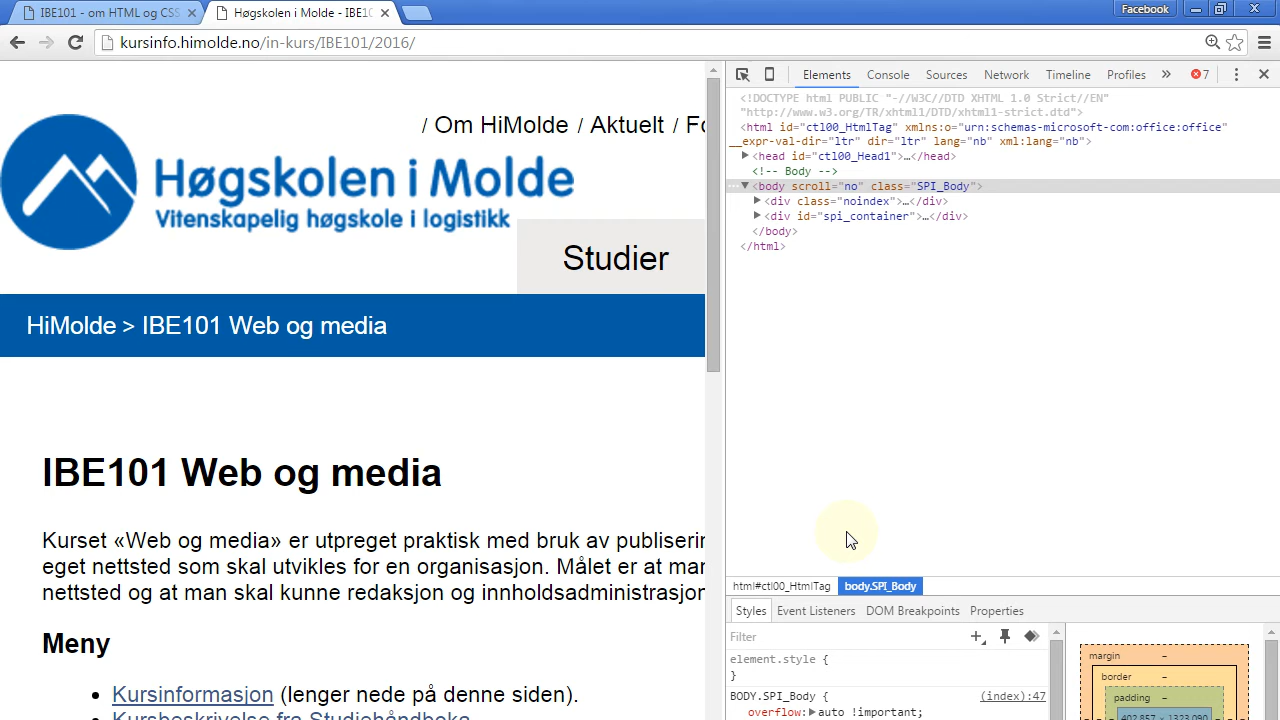 IBE101 - om HTML og CSS
Høgskolen i Molde - IBE10
Facebook
kursinfo.himolde.no/in-kurs/IBE101/2016/
/ Om HiMolde / Aktuelt / Fo
Høgskolen i Molde
Vitenskapelig høgskole i logistikk
Studier
HiMolde > IBE101 Web og media
IBE101 Web og media
Kurset «Web og media» er utpreget praktisk med bruk av publiserin
eget nettsted som skal utvikles for en organisasjon. Målet er at man
nettsted og at man skal kunne redaksjon og innholdsadministrasjon
Meny
• Kursinformasjon (lenger nede på denne siden).
Kursbeskrivelse fra Studiehåndboka
Elements Console Sources Network Timeline Profiles » 7
<!DOCTYPE html PUBLIC "-//W3C//DTD XHTML 1.0 Strict//EN"
"http://www.w3.org/TR/xhtml1/DTD/xhtml1-strict.dtd">
<html id="ctl00_HtmlTag" xmlns:o="urn:schemas-microsoft-com:office:office"
__expr-val-dir="ltr" dir="ltr" lang="nb" xml:lang="nb">
<head id="ctl00_Head1">…</head>
<!-- Body -->
<body scroll="no" class="SPI_Body">
<div class="noindex">…</div>
<div id="spi_container">…</div>
</body>
</html>
html#ctl00_HtmlTag body.SPI_Body
Styles Event Listeners DOM Breakpoints Properties
Filter
element.style {
}
BODY.SPI_Body { (index):47
overflow: auto !important;
margin –
border –
padding –
402.857 × 1323.090